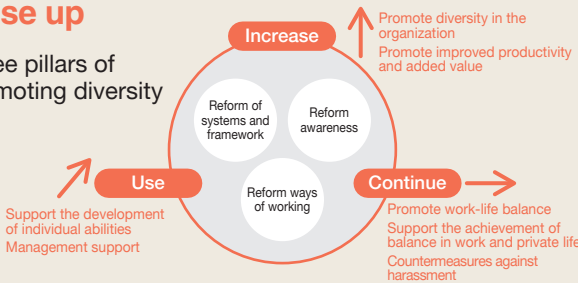 se up
ee pillars of
moting diversity
Increase
Promote diversity in the
organization
Promote improved productivity
and added value
Reform of
systems and
framework
Reform
awareness
Reform ways
of working
Use
Support the development
of individual abilities
Management support
Continue
Promote work-life balance
Support the achievement of
balance in work and private life
Countermeasures against
harassment